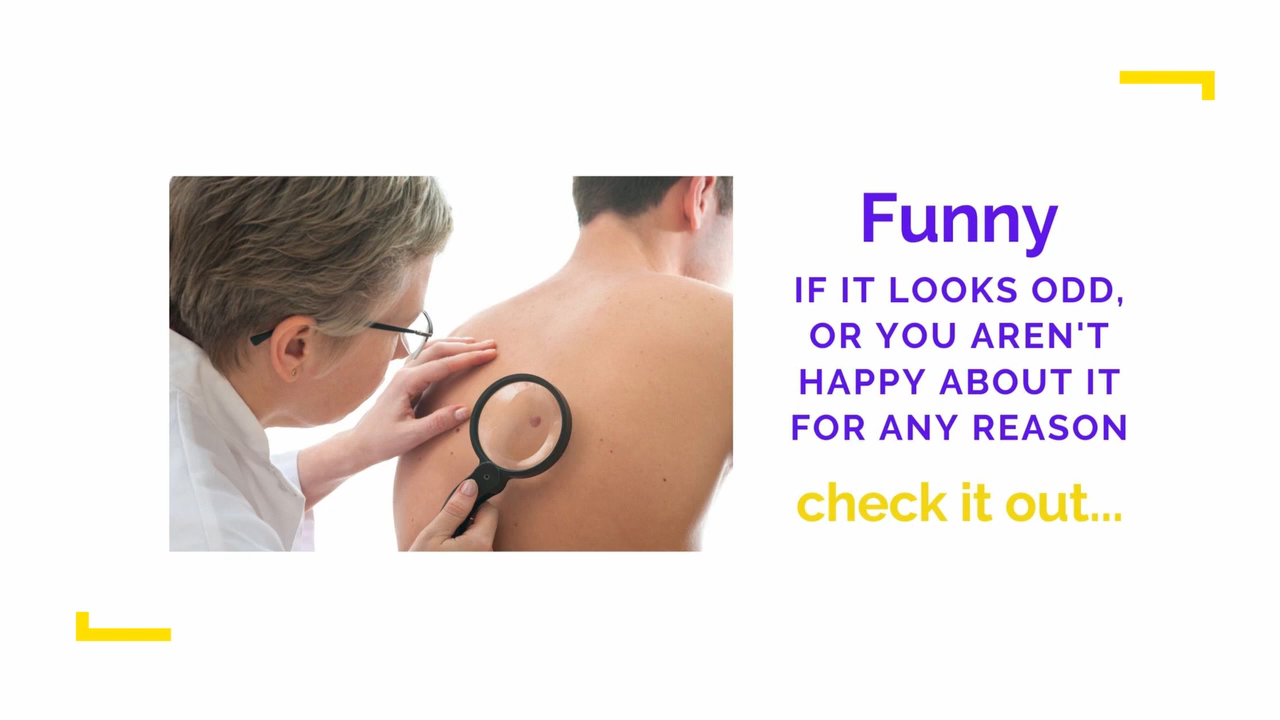 Funny
IF IT LOOKS ODD,
OR YOU AREN'T
HAPPY ABOUT IT
FOR ANY REASON
check it out...